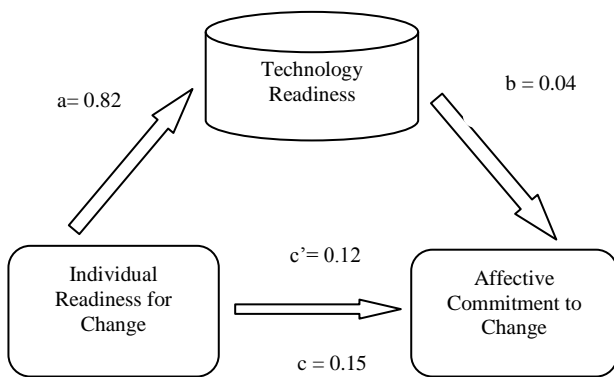 Technology
Readiness
a= 0.82
b = 0.04
Individual
Readiness for
Change
c’= 0.12
c = 0.15
Affective
Commitment to
Change